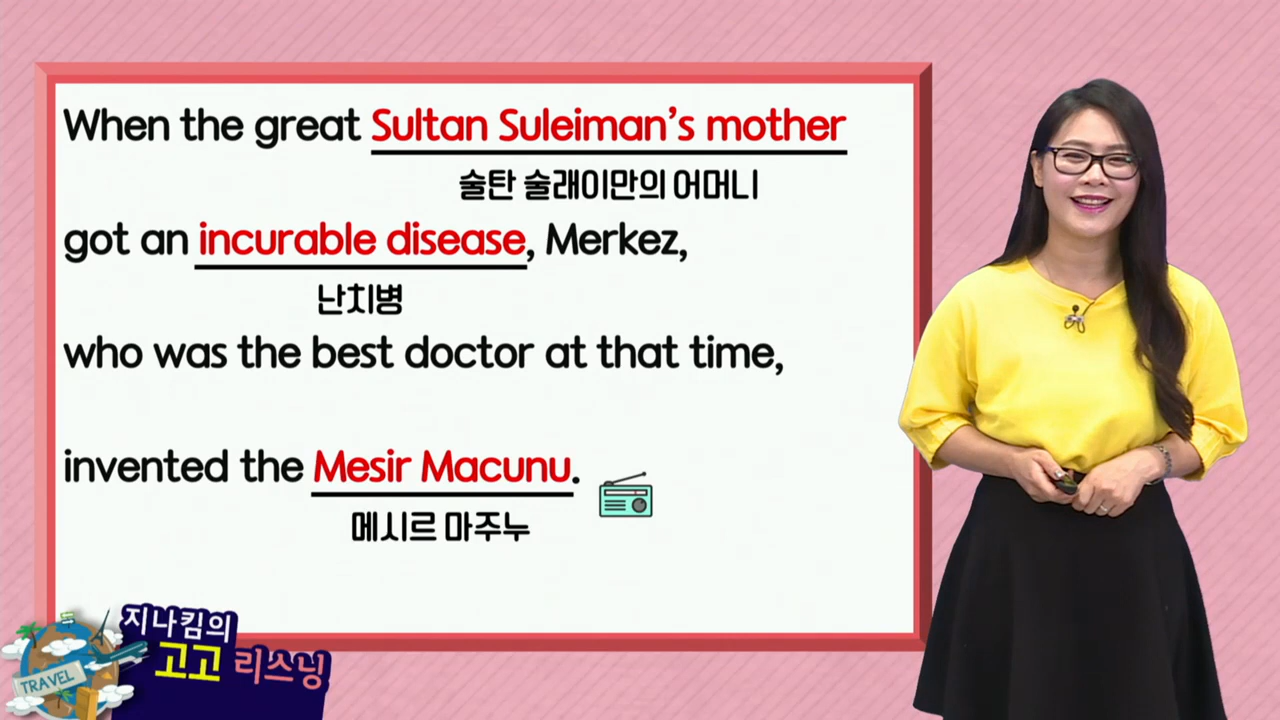 When the great Sultan Suleiman's mother
술탄 술래이만의 어머니
got an incurable disease, Merkez,
난치병
who was the best doctor at that time,
invented the Mesir Macunu.
메시르 마주누
지나킴의
고고 리스닝
TRAVEL